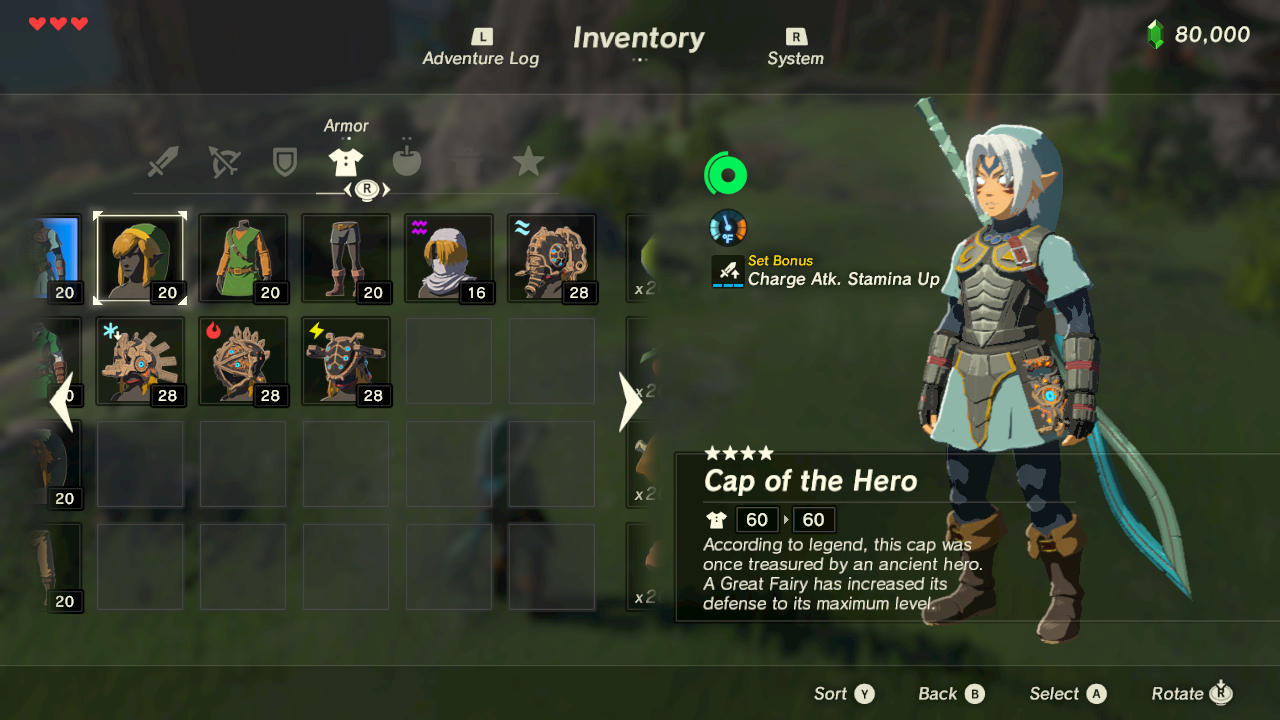 L
Adventure Log
Inventory
R
System
80,000
Armor
R
20
20
20
20
16
28
x2
28
28
28
x2
20
x2
20
x2
°F
Set Bonus
Charge Atk. Stamina Up
Cap of the Hero
60 60
According to legend, this cap was
once treasured by an ancient hero.
A Great Fairy has increased its
defense to its maximum level.
Sort Y
Back B
Select A
Rotate R